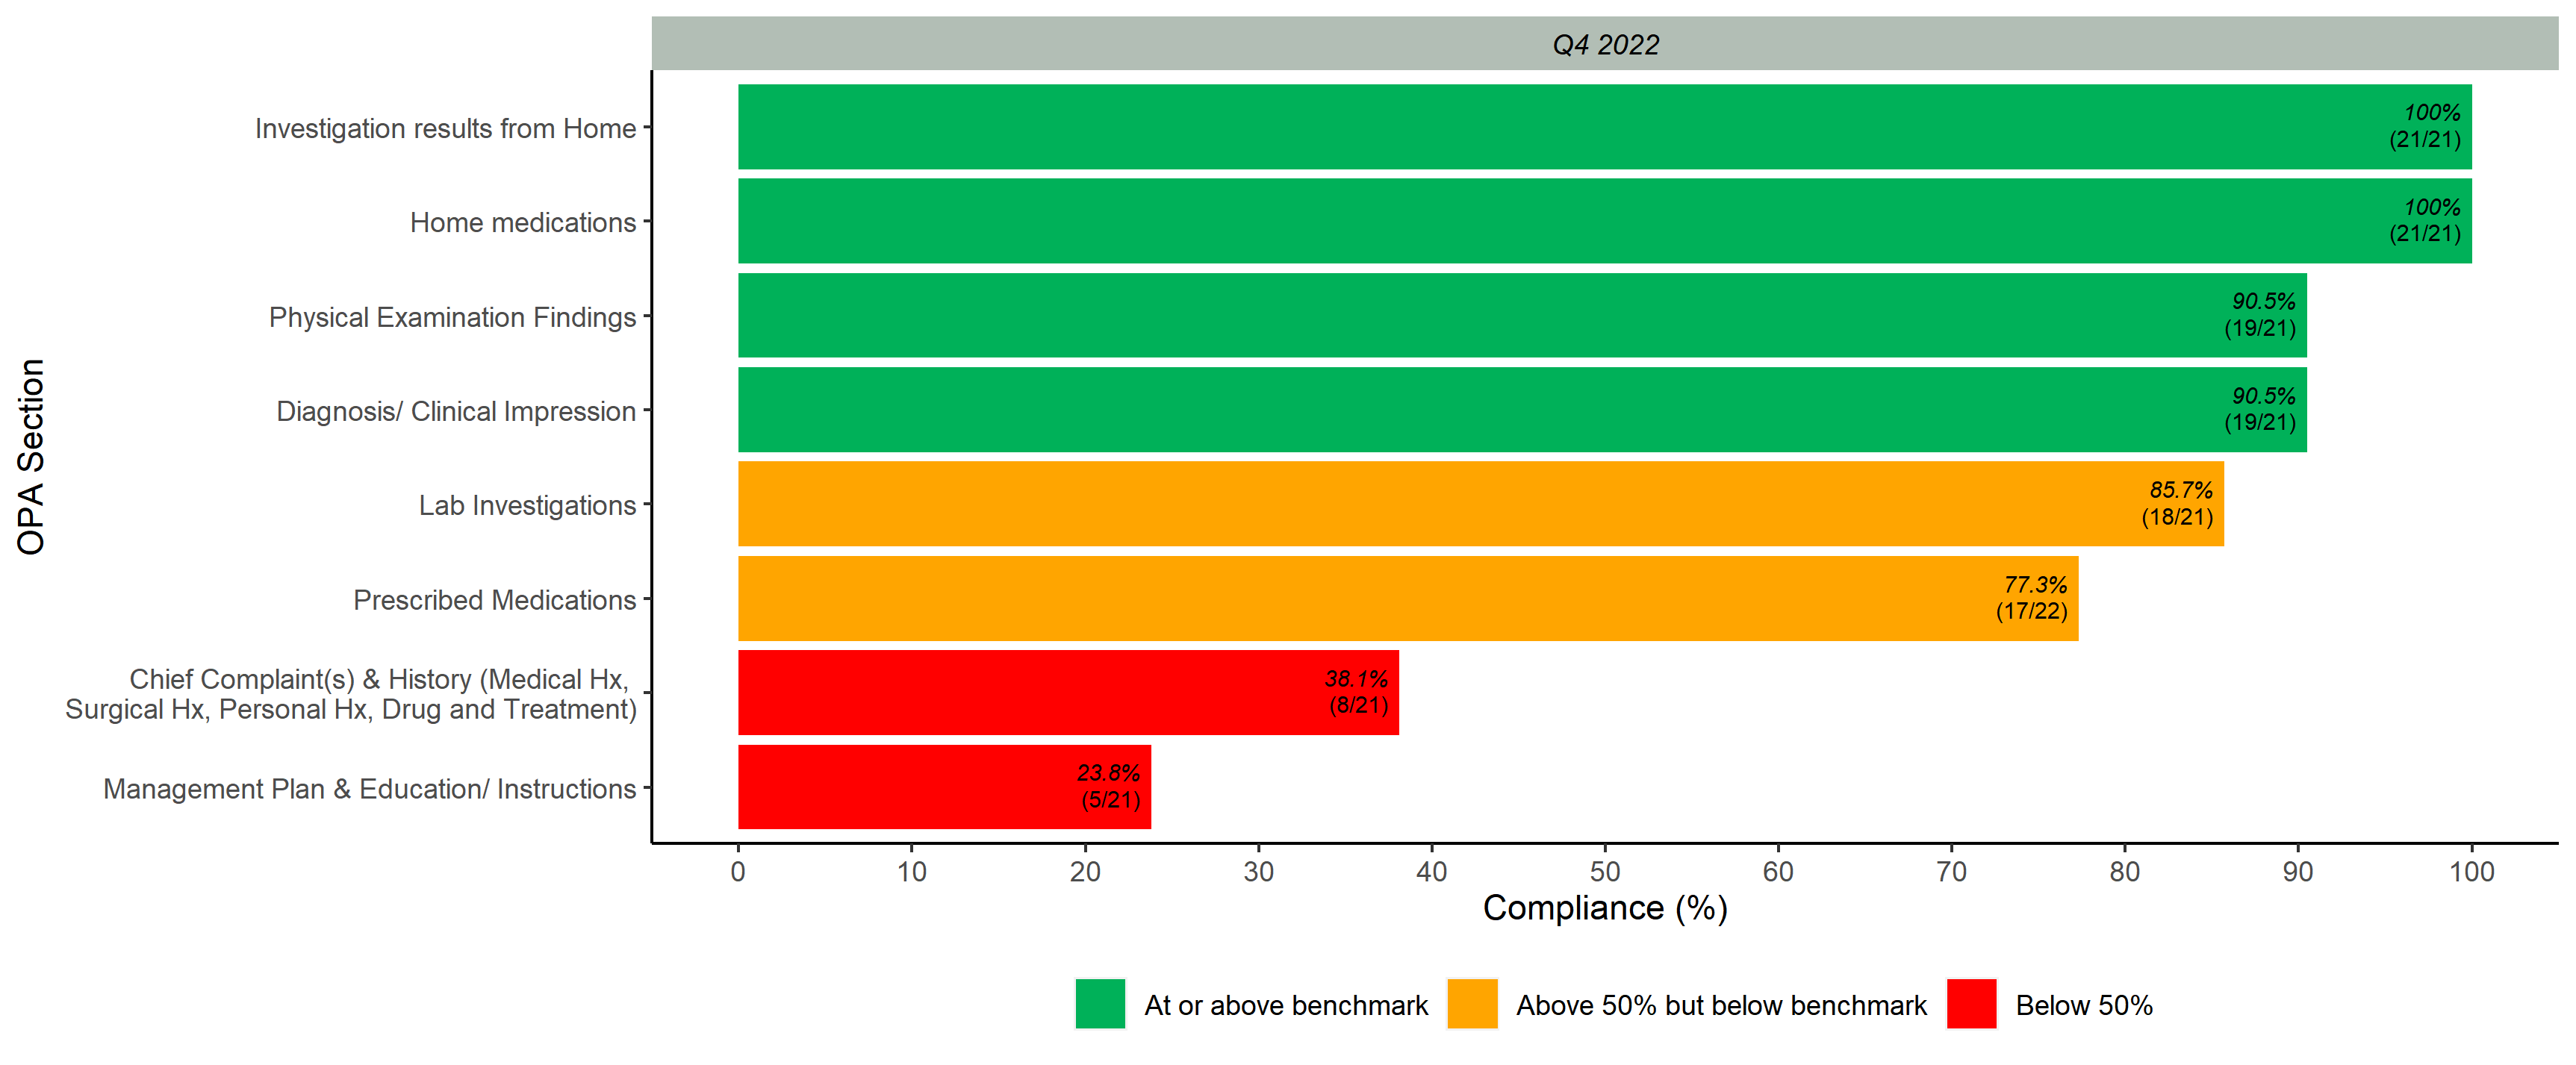 Q4 2022
OPA Section
Investigation results from Home
100%
(21/21)
Home medications
100%
(21/21)
Physical Examination Findings
90.5%
(19/21)
Diagnosis/ Clinical Impression
90.5%
(19/21)
Lab Investigations
85.7%
(18/21)
Prescribed Medications
77.3%
(17/22)
Chief Complaint(s) & History (Medical Hx,
Surgical Hx, Personal Hx, Drug and Treatment)
38.1%
(8/21)
Management Plan & Education/ Instructions
23.8%
(5/21)
0 10 20 30 40 50 60 70 80 90 100
Compliance (%)
At or above benchmark Above 50% but below benchmark Below 50%